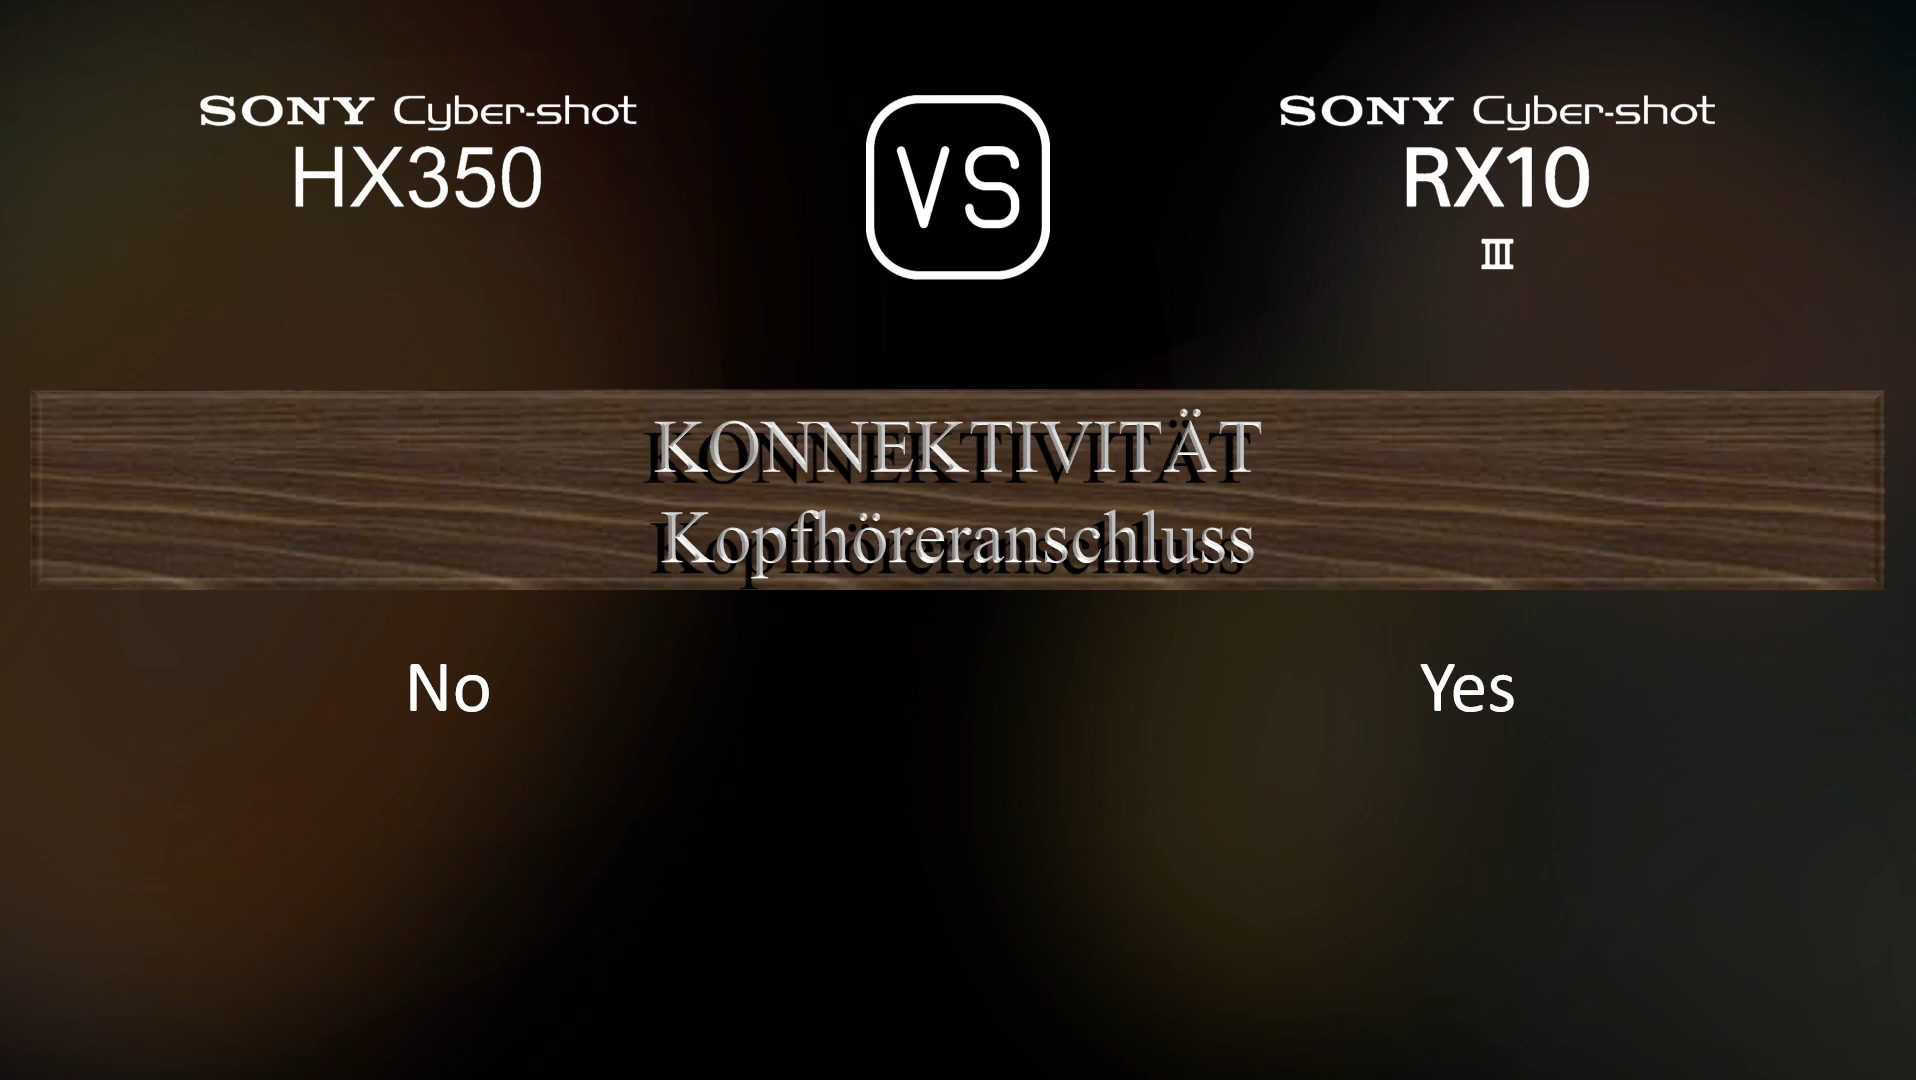 SONY Cyber-shot
HX350
VS
SONY Cyber-shot
RX10
III
KONNEKTIVITÄT
Kopfhöreranschluss
No
Yes